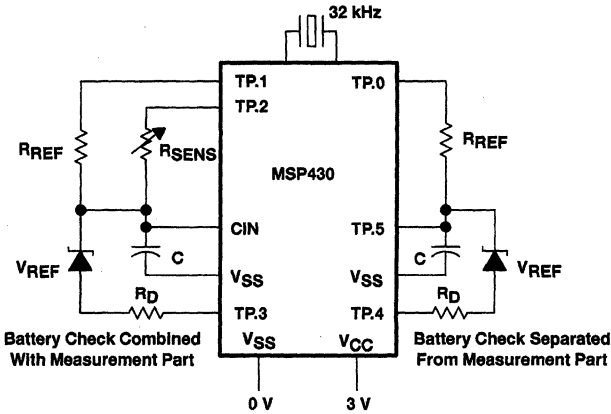 32 kHz
TP.1
TP.0
TP.2
RREF
RSENS
RREF
MSP430
CIN
TP.5
VREF
C
C
VREF
VSS
VSS
RD
TP.3
TP.4
RD
Battery Check Combined
With Measurement Part
VSS
VCC
Battery Check Separated
From Measurement Part
0 V
3 V